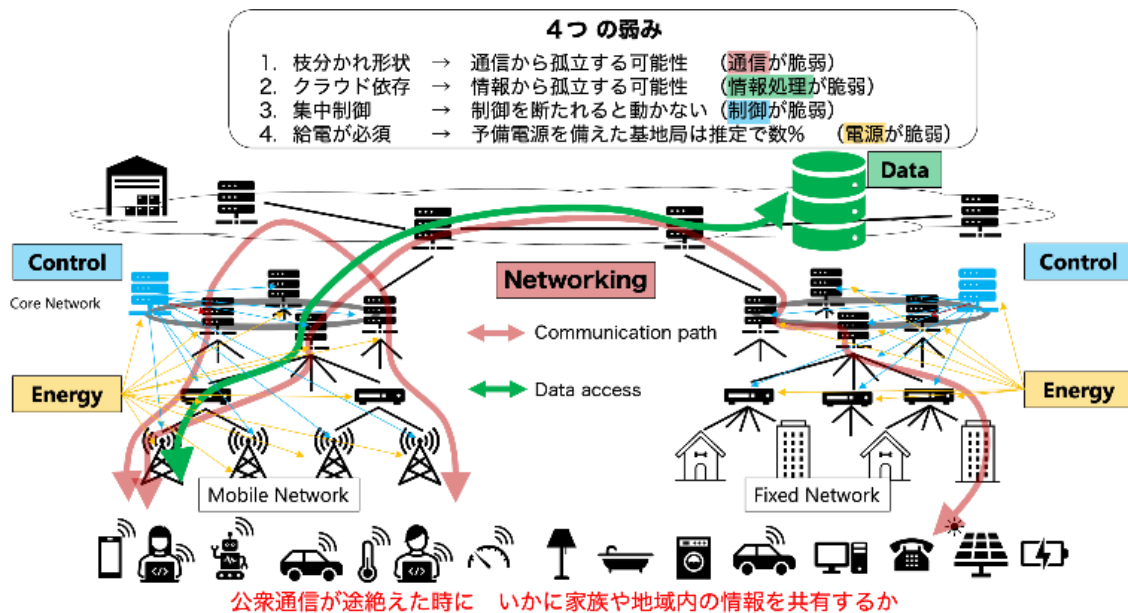 4つ の弱み
1. 枝分かれ形状 → 通信から孤立する可能性 （通信が脆弱）
2. クラウド依存 → 情報から孤立する可能性 （情報処理が脆弱）
3. 集中制御 → 制御を断たれると動かない（制御が脆弱）
4. 給電が必須 → 予備電源を備えた基地局は推定で数% （電源が脆弱）
Data
Control
Control
Networking
Core Network
Communication path
Energy
Energy
Data access
Mobile Network
Fixed Network
公衆通信が途絶えた時に いかに家族や地域内の情報を共有するか